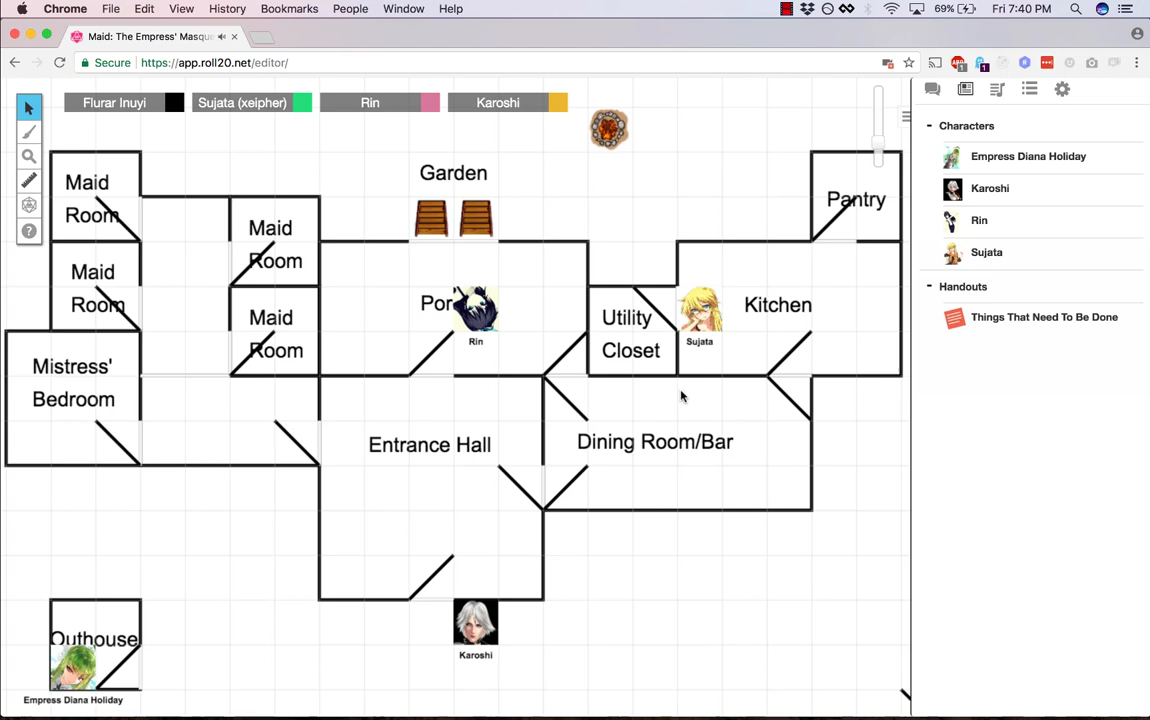 Chrome File Edit View History Bookmarks People Window Help 69% Fri 7:40 PM
Maid: The Empress' Masque
Secure https://app.roll20.net/editor/
Flurar Inuyi Sujata (xeipher) Rin Karoshi
Characters
Empress Diana Holiday
Karoshi
Rin
Sujata
Handouts
Things That Need To Be Done
Garden
Maid
Room
Pantry
Maid
Room
Maid
Room
Maid
Room
Rin
Utility
Closet
Sujata
Kitchen
Mistress'
Bedroom
Entrance Hall
Dining Room/Bar
Outhouse
Empress Diana Holiday
Karoshi